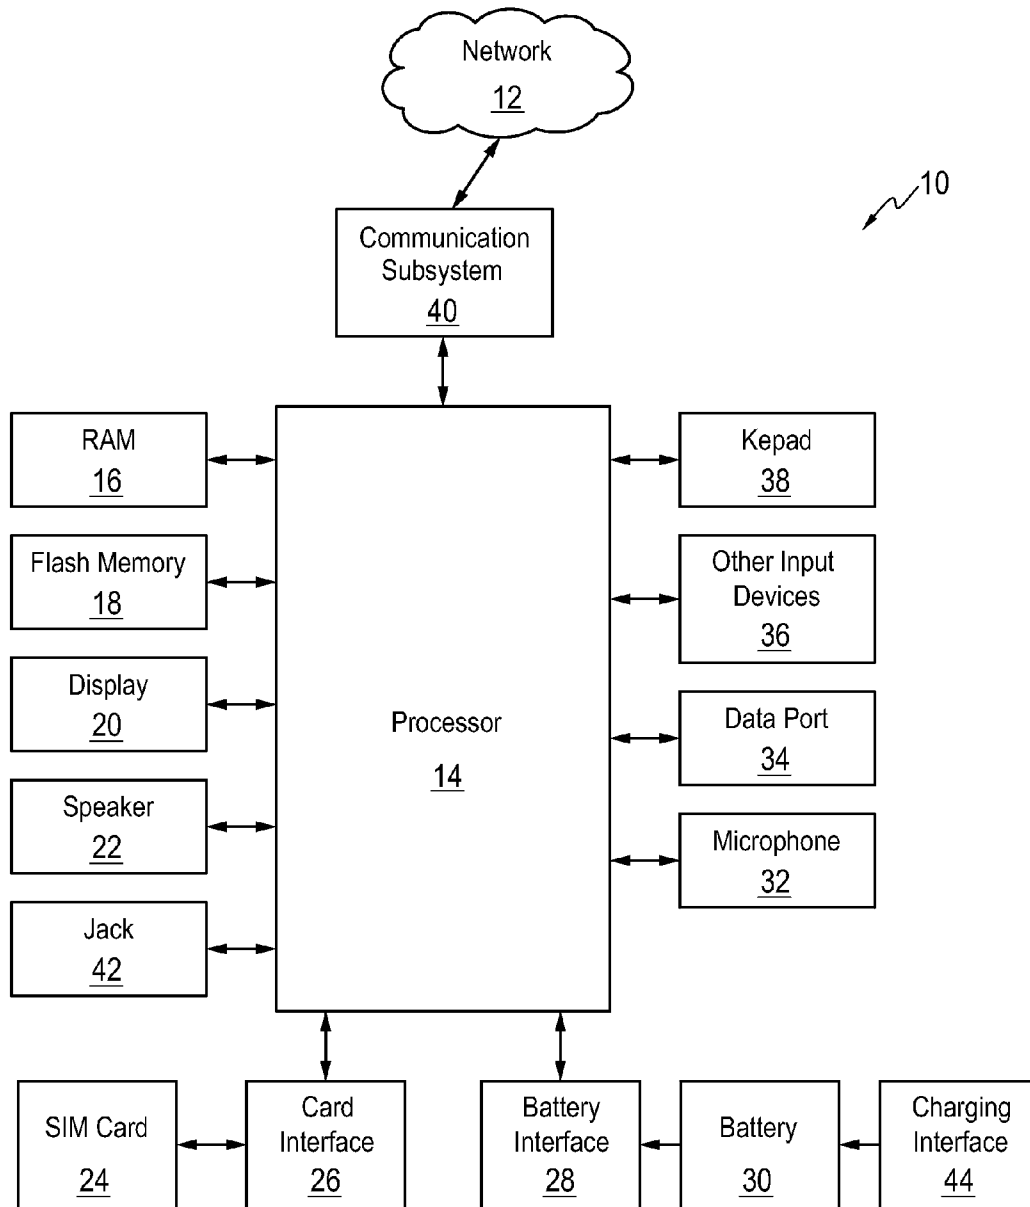 Network
12
10
Communication
Subsystem
40
RAM
16
Flash Memory
18
Display
20
Speaker
22
Jack
42
Processor
14
Kepad
38
Other Input
Devices
36
Data Port
34
Microphone
32
SIM Card
24
Card
Interface
26
Battery
Interface
28
Battery
30
Charging
Interface
44